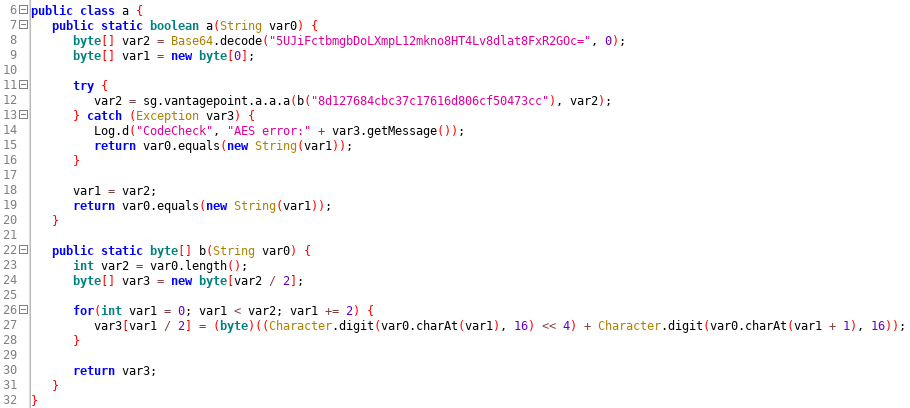 6 public class a {
7    public static boolean a(String var0) {
8       byte[] var2 = Base64.decode("5UJiFctbmgbDoLXmpL12mkno8HT4Lv8dlat8FxR2GOc=", 0);
9       byte[] var1 = new byte[0];
10
11       try {
12          var2 = sg.vantagepoint.a.a.a(b("8d127684cbc37c17616d806cf50473cc"), var2);
13       } catch (Exception var3) {
14          Log.d("CodeCheck", "AES error:" + var3.getMessage());
15          return var0.equals(new String(var1));
16       }
17
18       var1 = var2;
19       return var0.equals(new String(var1));
20    }
21
22    public static byte[] b(String var0) {
23       int var2 = var0.length();
24       byte[] var3 = new byte[var2 / 2];
25
26       for(int var1 = 0; var1 < var2; var1 += 2) {
27          var3[var1 / 2] = (byte)((Character.digit(var0.charAt(var1), 16) << 4) + Character.digit(var0.charAt(var1 + 1), 16));
28       }
29
30       return var3;
31    }
32 }